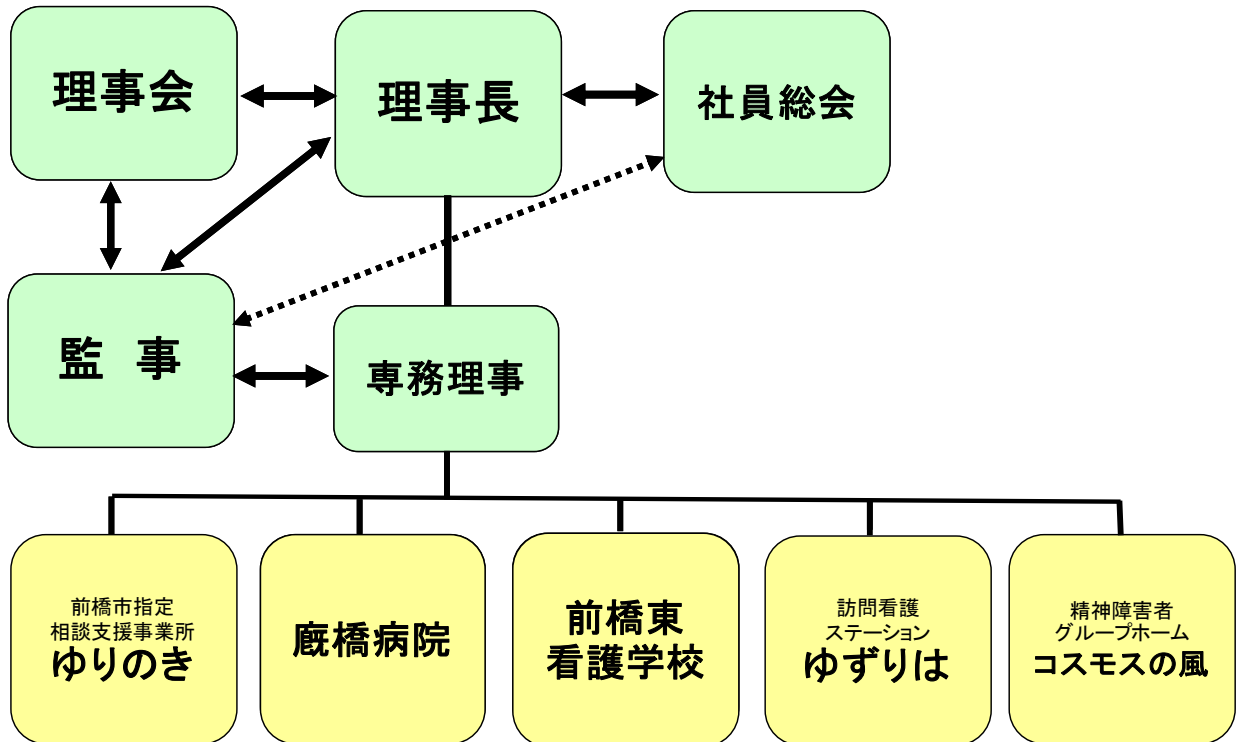 理事会
理事長
社員総会
監　事
専務理事
前橋市指定
相談支援事業所
ゆりのき
厩橋病院
前橋東
看護学校
訪問看護
ステーション
ゆずりは
精神障害者
グループホーム
コスモスの風